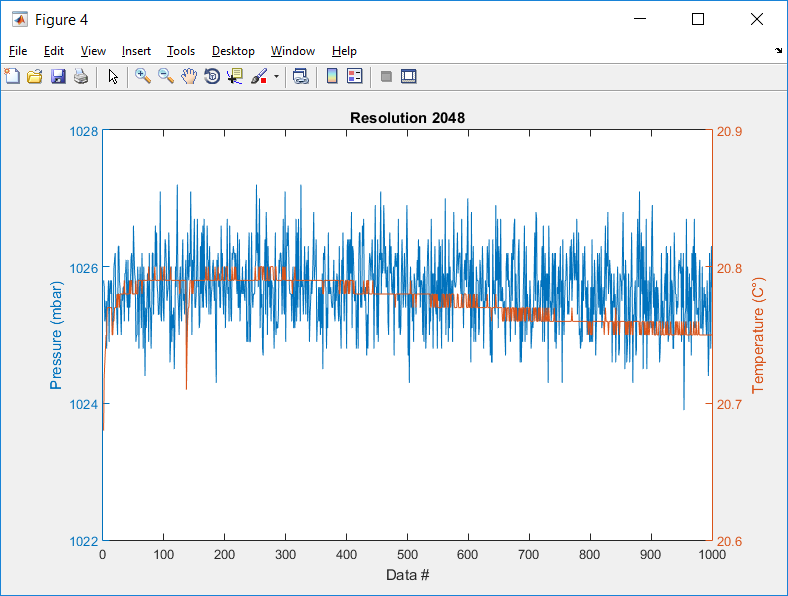 Figure 4
File Edit View Insert Tools Desktop Window Help
Resolution 2048
1028
1026
1024
1022
Pressure (mbar)
20.9
20.8
20.7
20.6
Temperature (C°)
0 100 200 300 400 500 600 700 800 900 1000
Data #